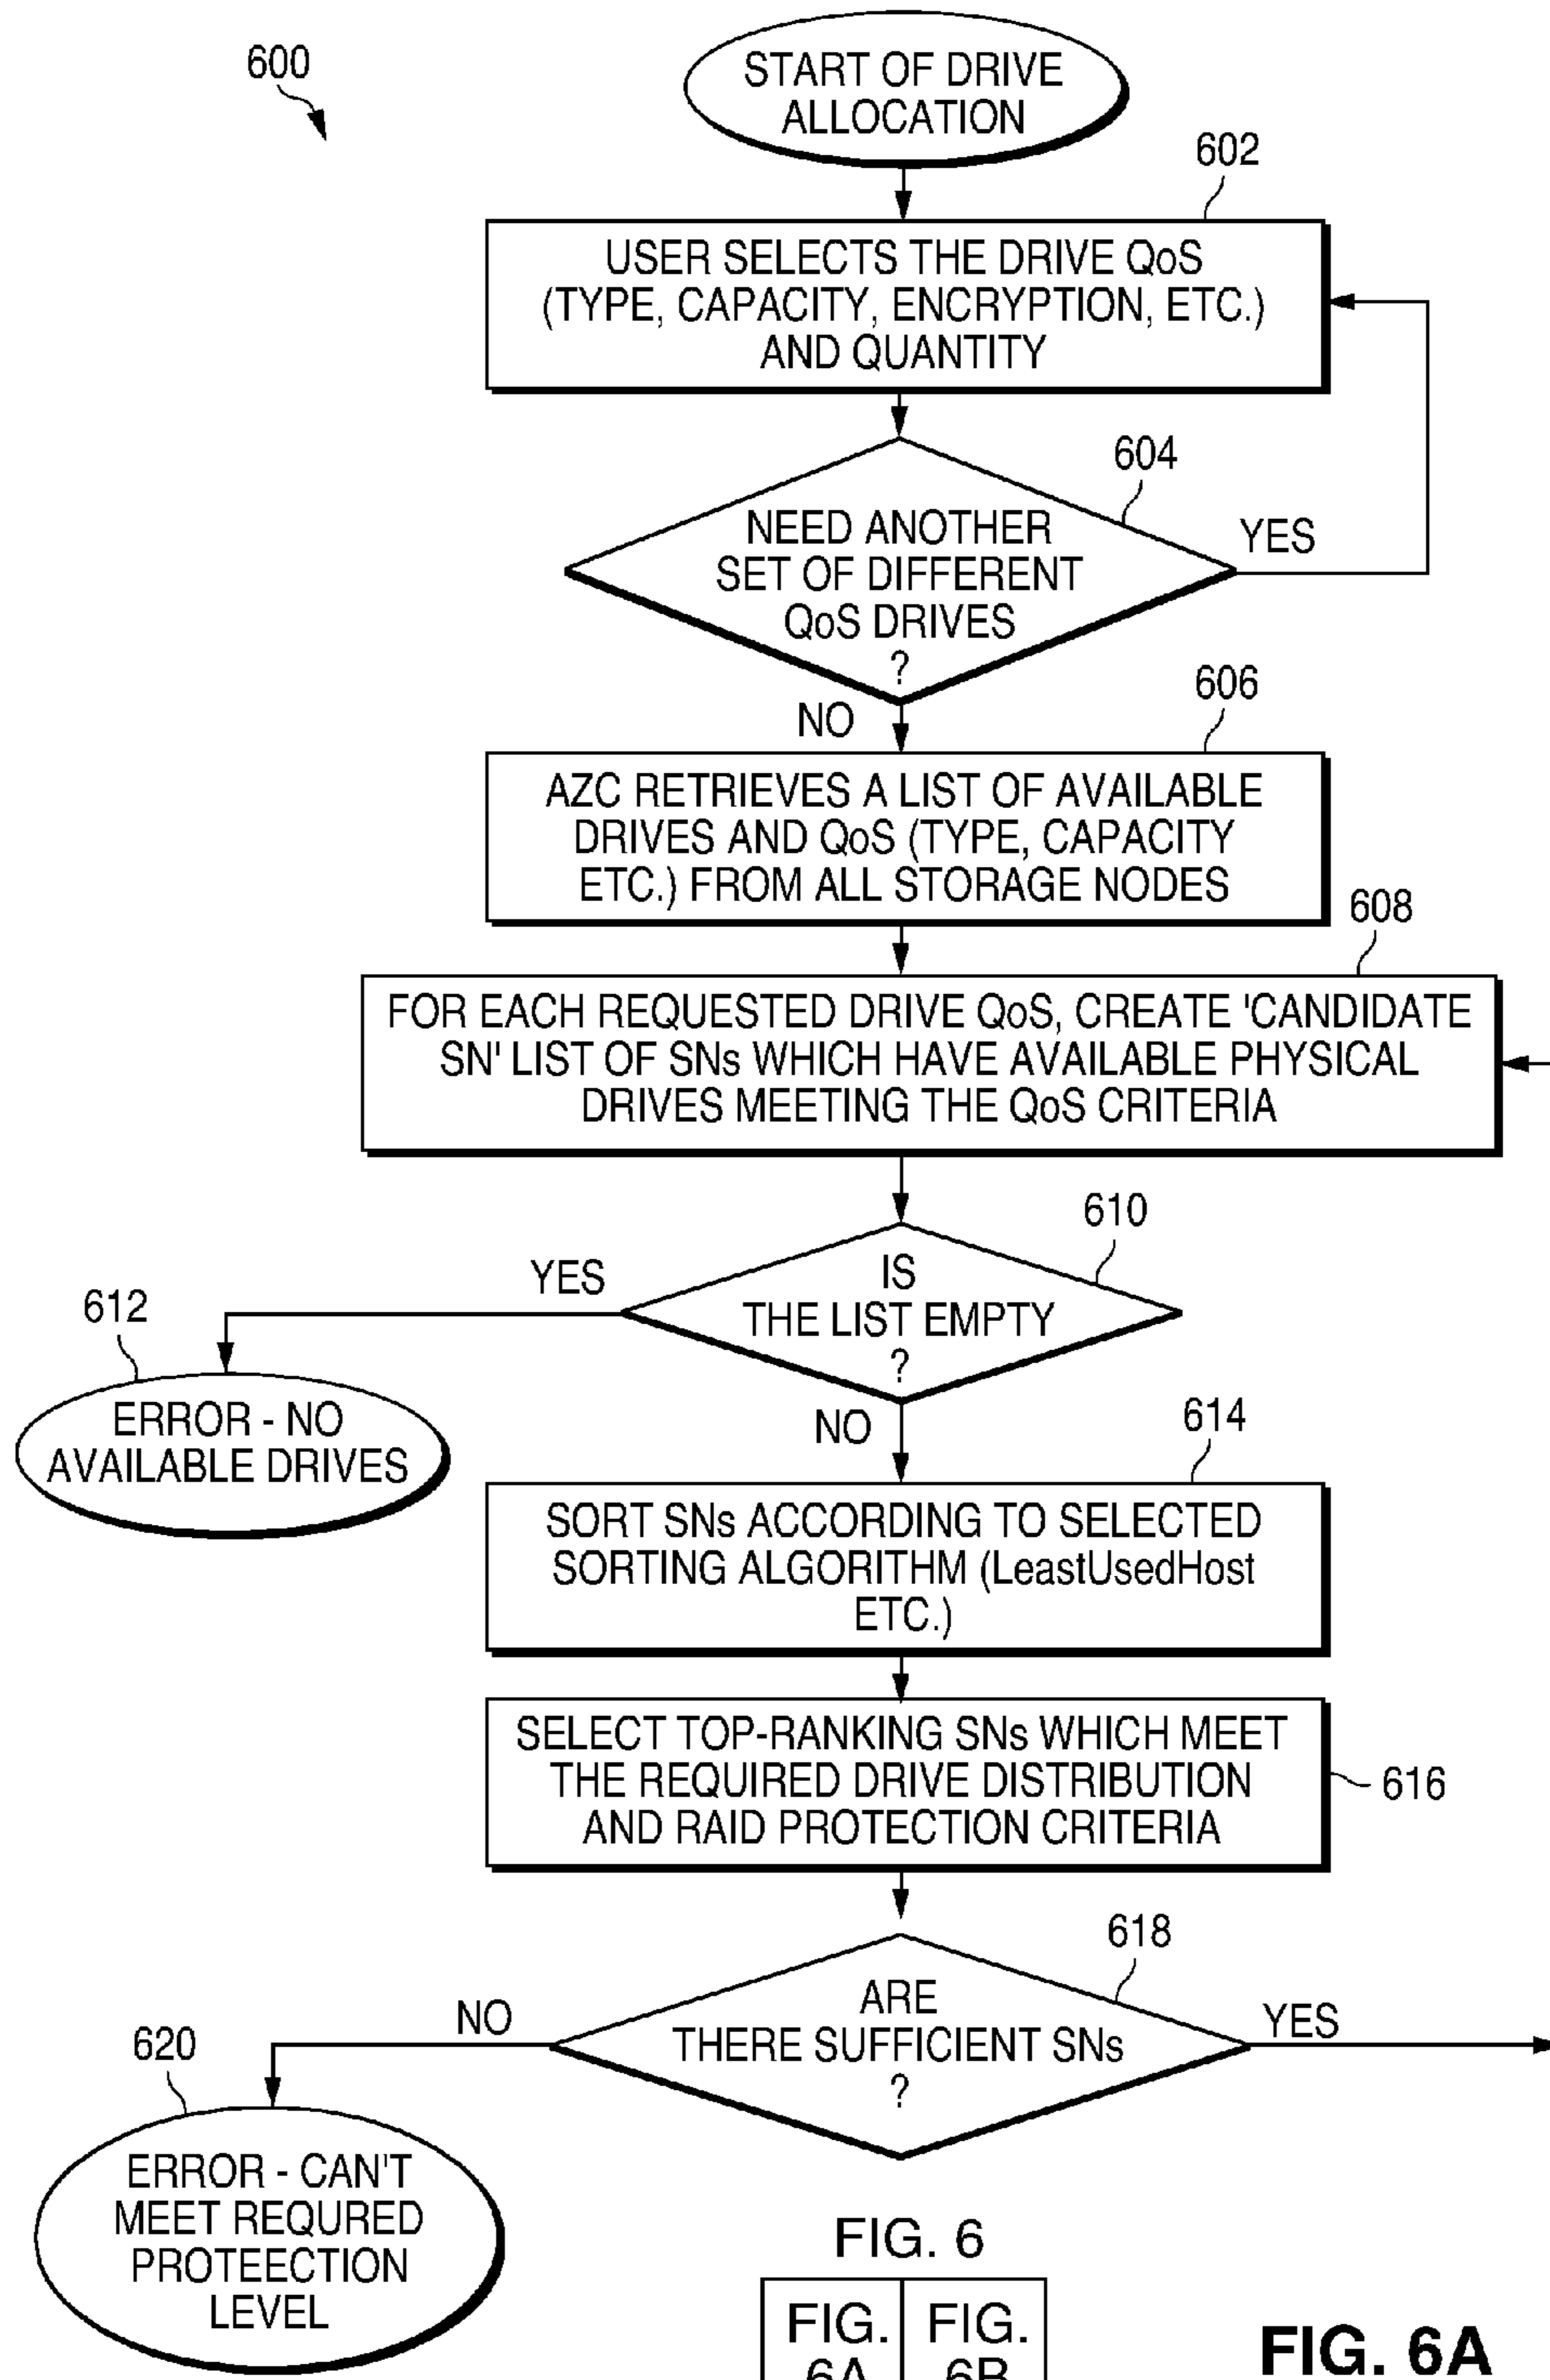 600
START OF DRIVE
ALLOCATION
602
USER SELECTS THE DRIVE QoS
(TYPE, CAPACITY, ENCRYPTION, ETC.)
AND QUANTITY
604
NEED ANOTHER
SET OF DIFFERENT
QoS DRIVES
?
YES
NO
606
AZC RETRIEVES A LIST OF AVAILABLE
DRIVES AND QoS (TYPE, CAPACITY
ETC.) FROM ALL STORAGE NODES
608
FOR EACH REQUESTED DRIVE QoS, CREATE 'CANDIDATE
SN' LIST OF SNs WHICH HAVE AVAILABLE PHYSICAL
DRIVES MEETING THE QoS CRITERIA
610
IS
THE LIST EMPTY
?
YES
612
ERROR - NO
AVAILABLE DRIVES
NO
614
SORT SNs ACCORDING TO SELECTED
SORTING ALGORITHM (LeastUsedHost
ETC.)
SELECT TOP-RANKING SNs WHICH MEET
THE REQUIRED DRIVE DISTRIBUTION
AND RAID PROTECTION CRITERIA
616
618
ARE
THERE SUFFICIENT SNs
?
NO
YES
620
ERROR - CAN'T
MEET REQURED
PROTEECTION
LEVEL
FIG. 6
FIG.
6A
FIG.
6B
FIG. 6A